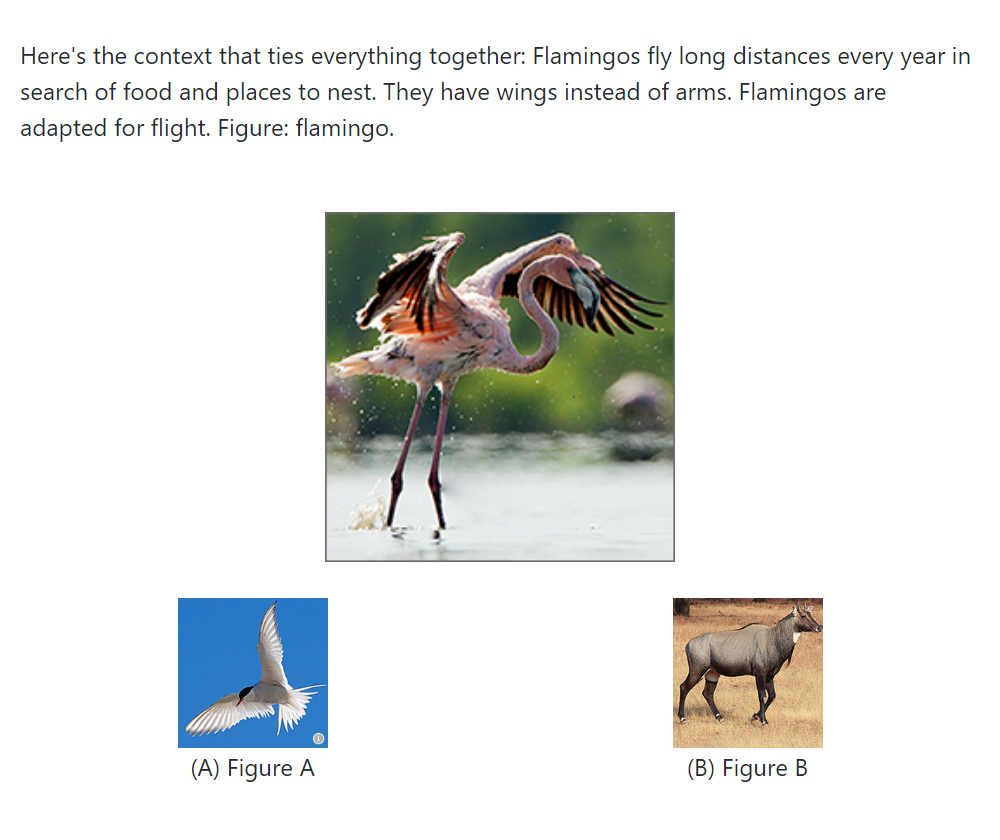 Here's the context that ties everything together: Flamingos fly long distances every year in
search of food and places to nest. They have wings instead of arms. Flamingos are
adapted for flight. Figure: flamingo.
(A) Figure A
(B) Figure B